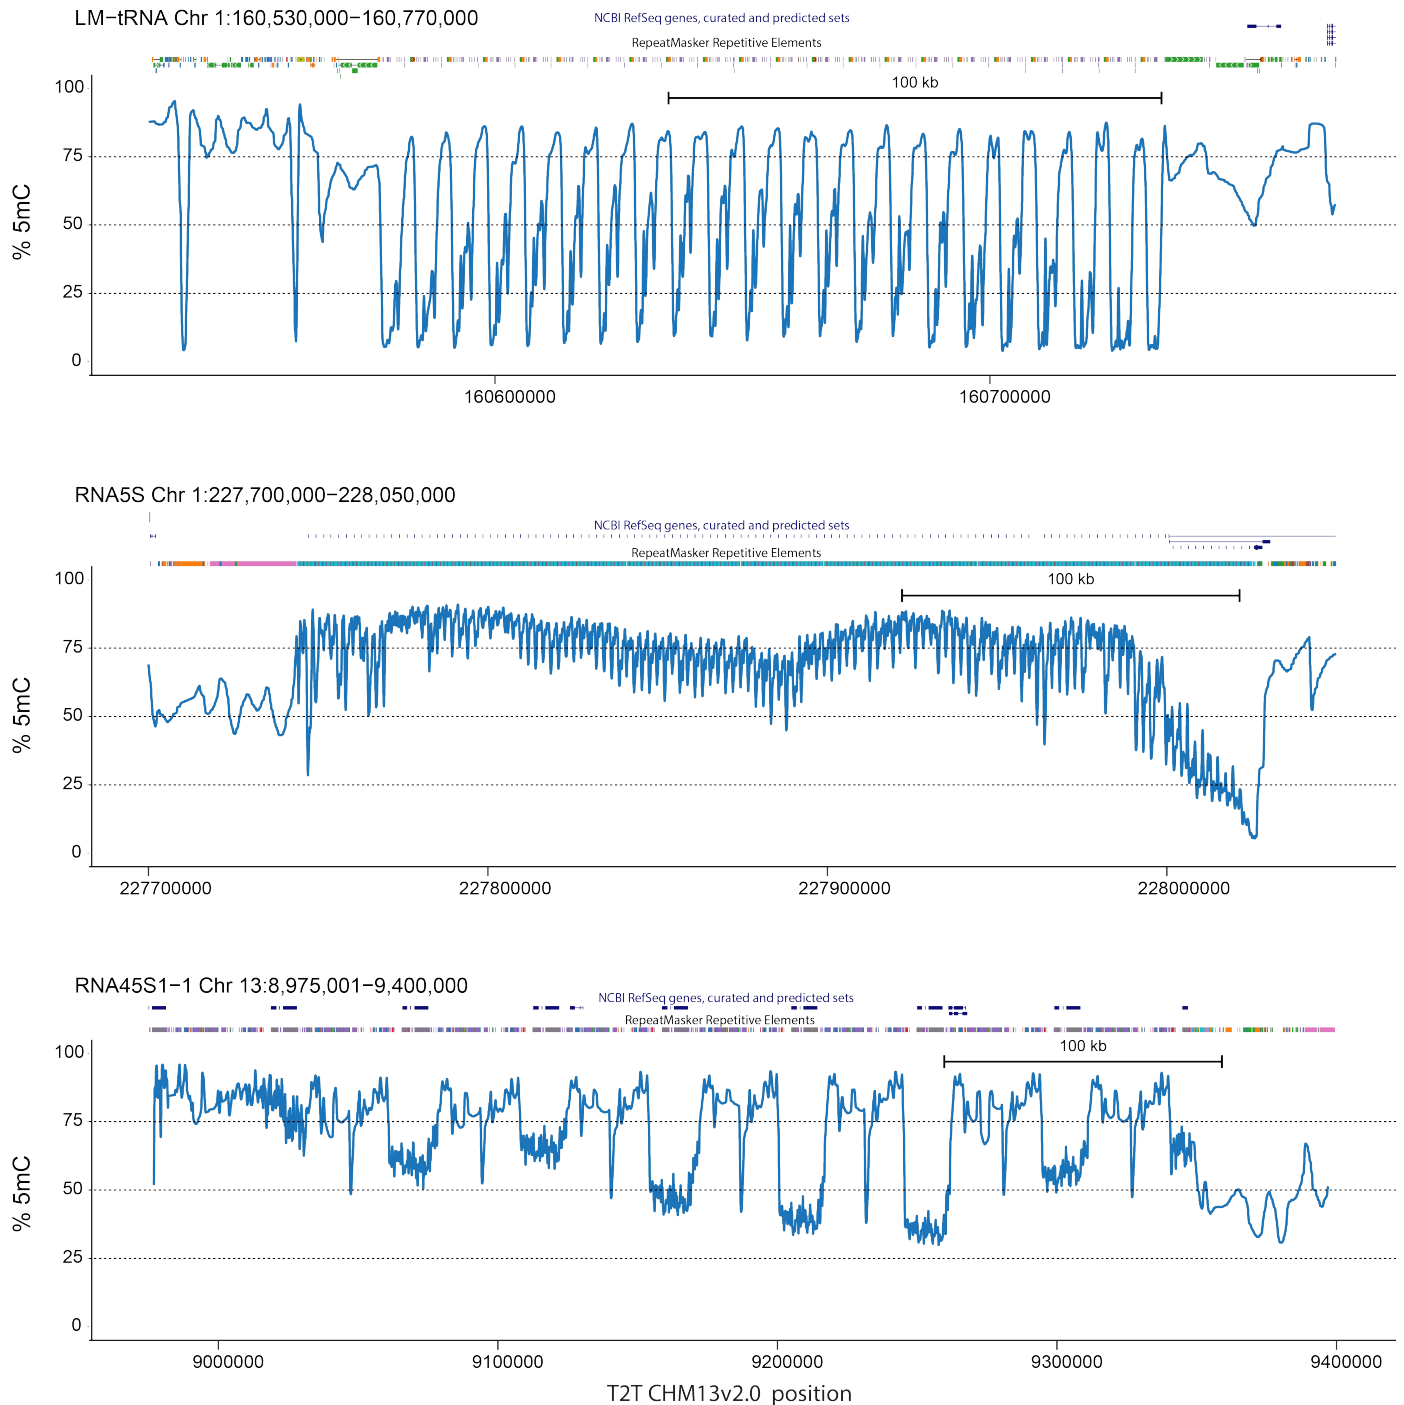 LM−tRNA Chr 1:160,530,000−160,770,000
NCBI RefSeq genes, curated and predicted sets
RepeatMasker Repetitive Elements
100 kb
100
75
50
25
0
% 5mC
160600000
160700000
RNA5S Chr 1:227,700,000−228,050,000
NCBI RefSeq genes, curated and predicted sets
RepeatMasker Repetitive Elements
100 kb
100
75
50
25
0
% 5mC
227700000
227800000
227900000
228000000
RNA45S1−1 Chr 13:8,975,001−9,400,000
NCBI RefSeq genes, curated and predicted sets
RepeatMasker Repetitive Elements
100 kb
100
75
50
25
0
% 5mC
9000000
9100000
9200000
9300000
9400000
T2T CHM13v2.0 position